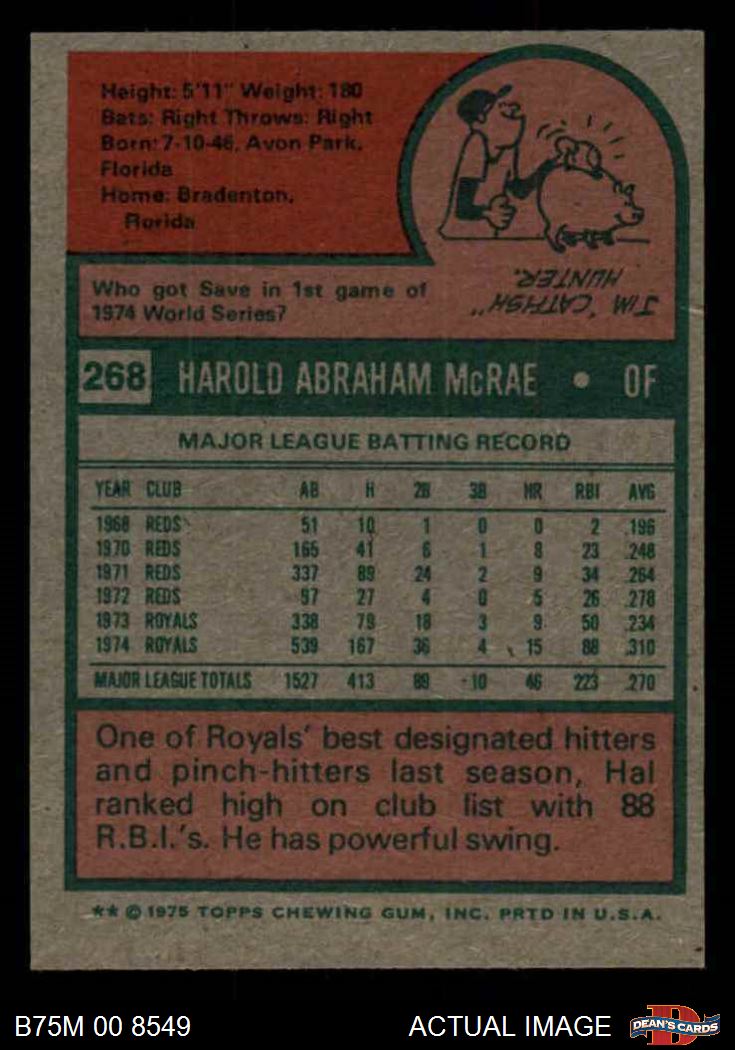 Height: 5'11" Weight: 180
Bats: Right Throws: Right
Born: 7-10-46, Avon Park,
Florida
Home: Bradenton,
Florida
Who got Save in 1st game of
1974 World Series?
JIM "CATFISH"
HUNTER.
268 HAROLD ABRAHAM McRAE • OF
MAJOR LEAGUE BATTING RECORD
YEAR CLUB AB H 2B 3B HR RBI AVG
1968 REDS 51 10 1 0 0 2 .196
1970 REDS 165 41 6 1 8 23 .248
1971 REDS 337 89 24 2 9 34 .264
1972 REDS 97 27 4 0 5 26 .278
1973 ROYALS 338 79 18 3 9 50 .234
1974 ROYALS 539 167 36 4 15 88 .310
MAJOR LEAGUE TOTALS 1527 413 89 10 46 223 .270
One of Royals' best designated hitters
and pinch-hitters last season, Hal
ranked high on club list with 88
R.B.I.'s. He has powerful swing.
** © 1975 TOPPS CHEWING GUM, INC. PRTD IN U.S.A.
B75M 00 8549 ACTUAL IMAGE D DEAN'S CARDS